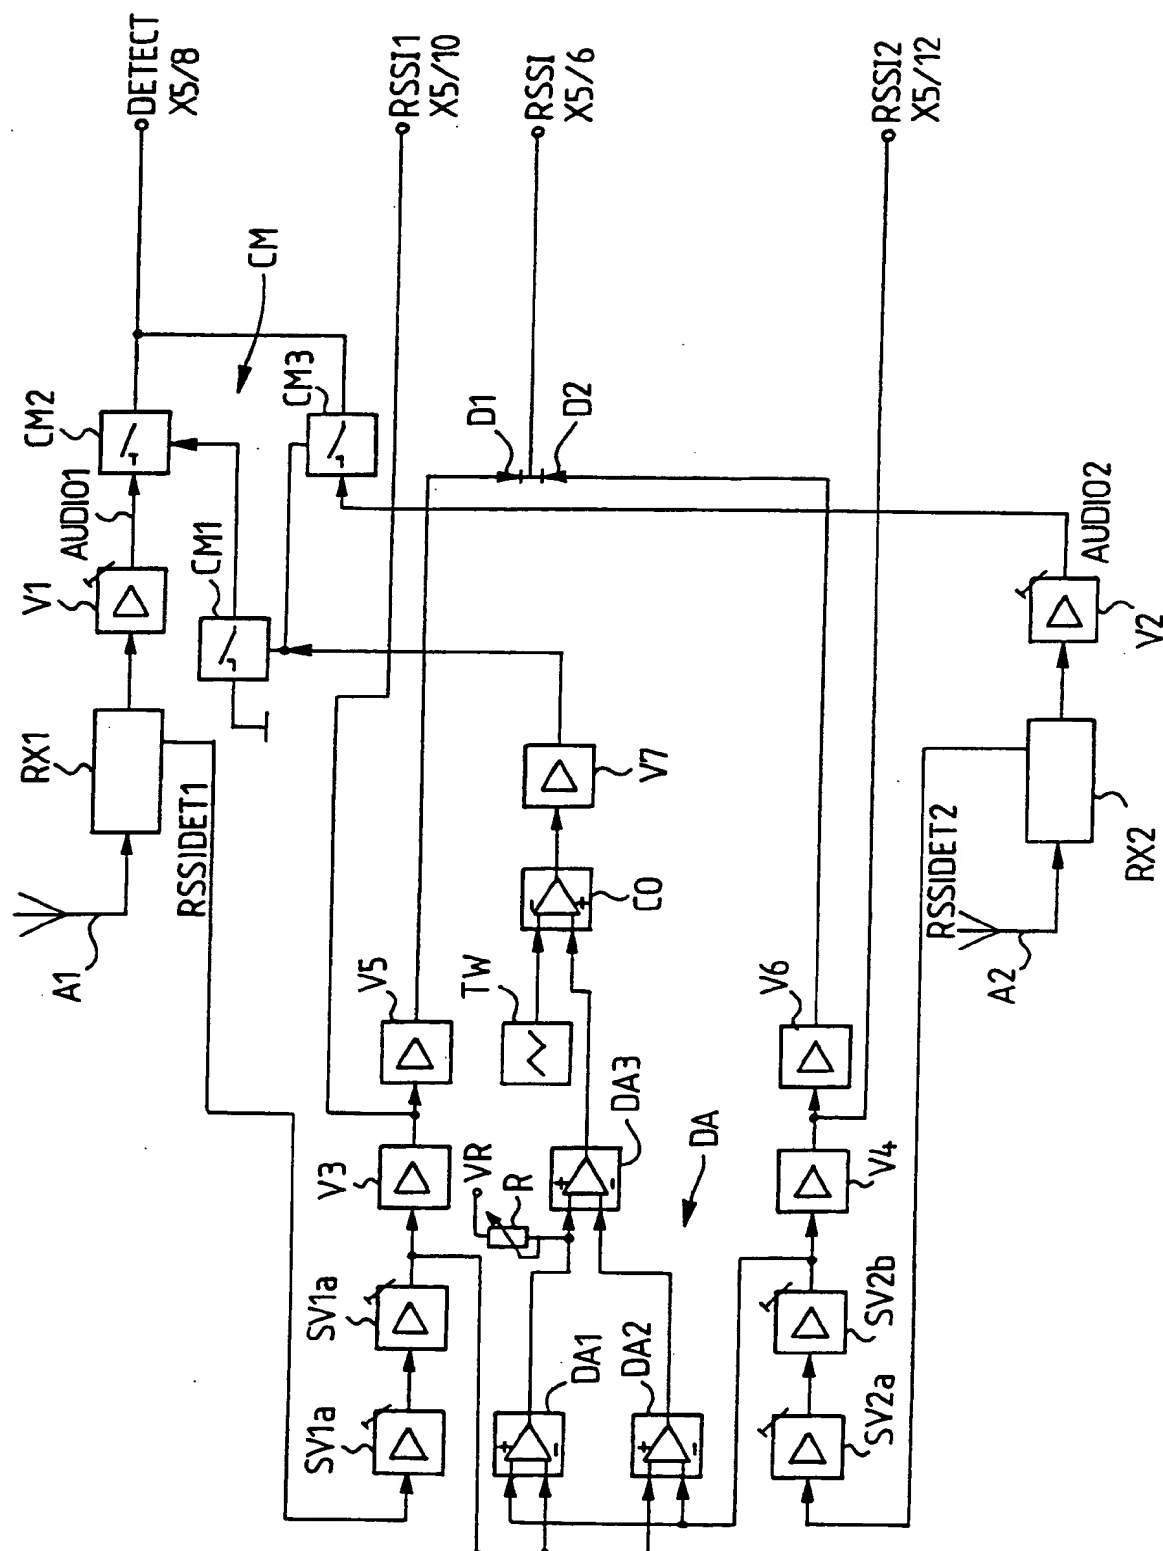 DETECT
X5/8
RSSI1
X5/10
RSSI
X5/6
RSSI2
X5/12
CM
CM2
CM3
D1
D2
AUDIO1
AUDIO2
V1
CM1
V2
RX1
RSSIDET1
V7
RX2
RSSIDET2
A1
CO
A2
V5
TW
V6
DA3
DA
V3
VR
R
V4
SV1a
SV2b
DA1
DA2
SV1a
SV2a
+
-
+
-
+
-
+